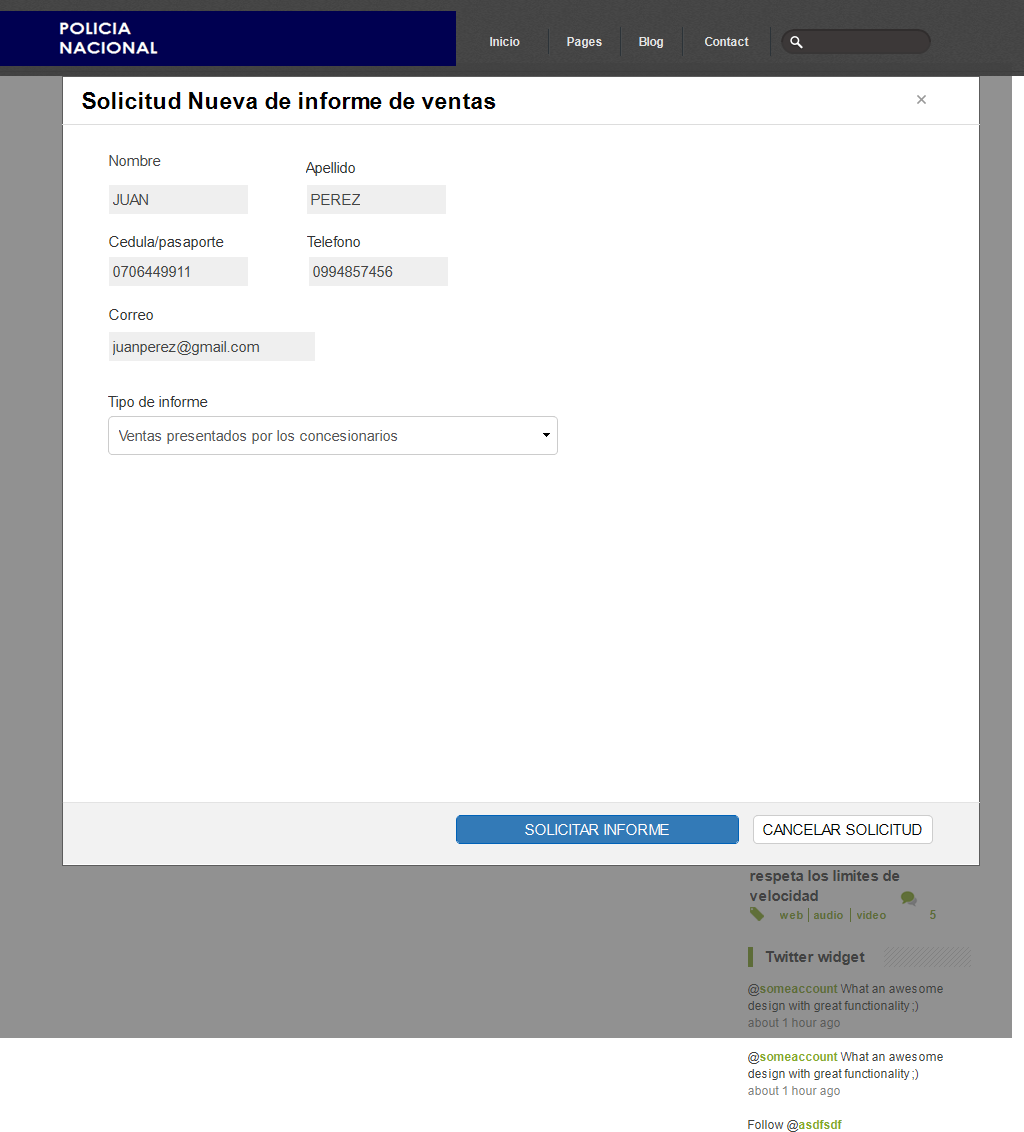 POLICIA
NACIONAL
Inicio
Pages
Blog
Contact
Solicitud Nueva de informe de ventas
×
Nombre
Apellido
JUAN
PEREZ
Cedula/pasaporte
Telefono
0706449911
0994857456
Correo
juanperez@gmail.com
Tipo de informe
Ventas presentados por los concesionarios
SOLICITAR INFORME
CANCELAR SOLICITUD
respeta los limites de
velocidad
web | audio | video 5
Twitter widget
@someaccount What an awesome
design with great functionality ;)
about 1 hour ago
@someaccount What an awesome
design with great functionality ;)
about 1 hour ago
Follow @asdfsdf